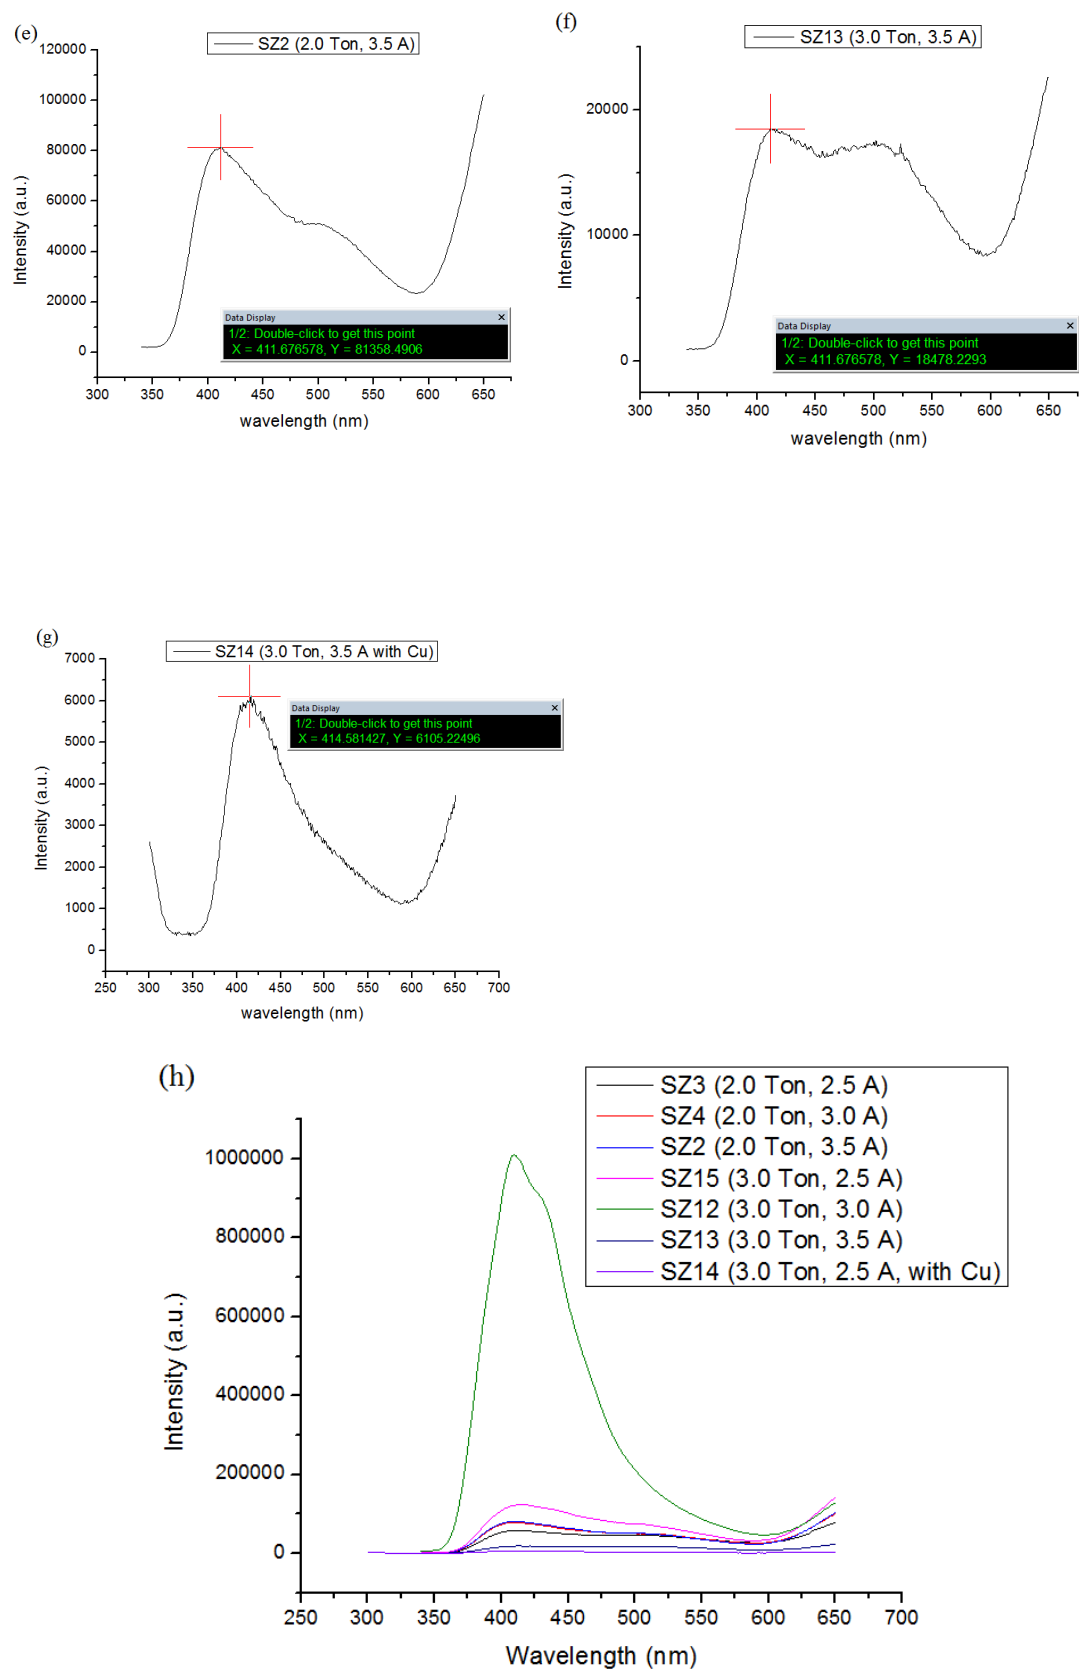 (e)
SZ2 (2.0 Ton, 3.5 A)
120000
100000
80000
60000
40000
20000
0
Intensity (a.u.)
Data Display
1/2: Double-click to get this point
X = 411.676578, Y = 81358.4906
300 350 400 450 500 550 600 650
wavelength (nm)
(f)
SZ13 (3.0 Ton, 3.5 A)
20000
10000
0
Intensity (a.u.)
Data Display
1/2: Double-click to get this point
X = 411.676578, Y = 18478.2293
300 350 400 450 500 550 600 650
wavelength (nm)
(g)
SZ14 (3.0 Ton, 3.5 A with Cu)
7000
6000
5000
4000
3000
2000
1000
0
Intensity (a.u.)
Data Display
1/2: Double-click to get this point
X = 414.581427, Y = 6105.22496
250 300 350 400 450 500 550 600 650 700
wavelength (nm)
(h)
SZ3 (2.0 Ton, 2.5 A)
SZ4 (2.0 Ton, 3.0 A)
SZ2 (2.0 Ton, 3.5 A)
SZ15 (3.0 Ton, 2.5 A)
SZ12 (3.0 Ton, 3.0 A)
SZ13 (3.0 Ton, 3.5 A)
SZ14 (3.0 Ton, 2.5 A, with Cu)
1000000
800000
600000
400000
200000
0
Intensity (a.u.)
250 300 350 400 450 500 550 600 650 700
Wavelength (nm)